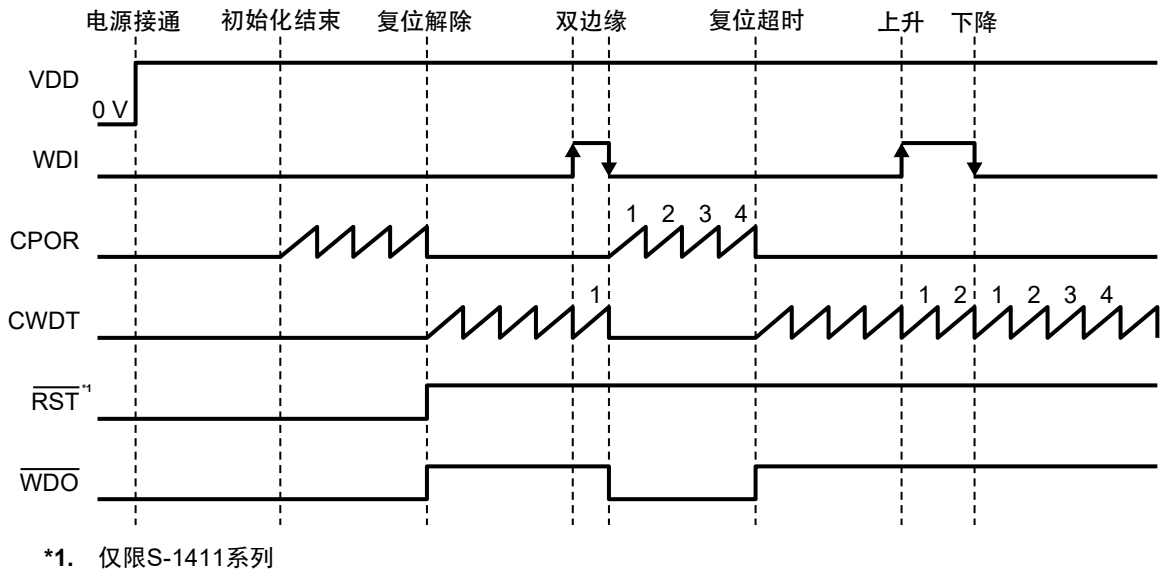 电源接通 初始化结束 复位解除 双边缘 复位超时 上升 下降
VDD
0 V
WDI
CPOR
1 2 3 4
CWDT
1 1 2 1 2 3 4
RST *1
WDO
*1. 仅限S-1411系列